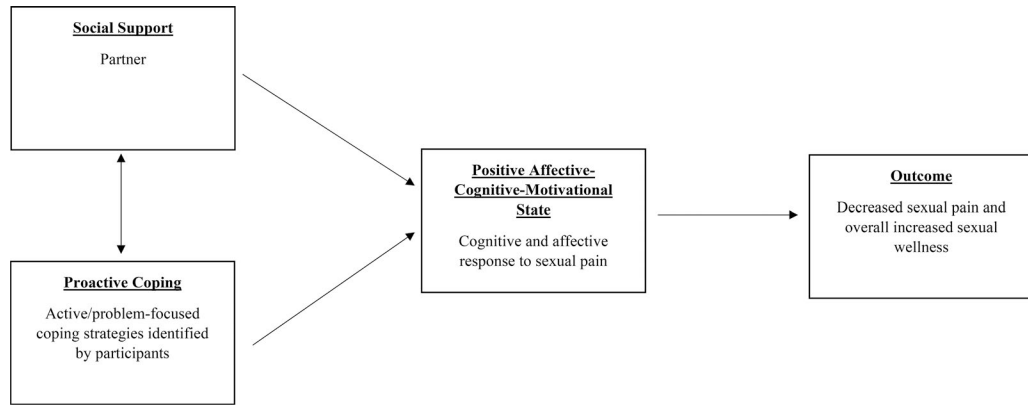 Social Support
Partner
Proactive Coping
Active/problem-focused
coping strategies identified
by participants
Positive Affective-
Cognitive-Motivational
State
Cognitive and affective
response to sexual pain
Outcome
Decreased sexual pain and
overall increased sexual
wellness